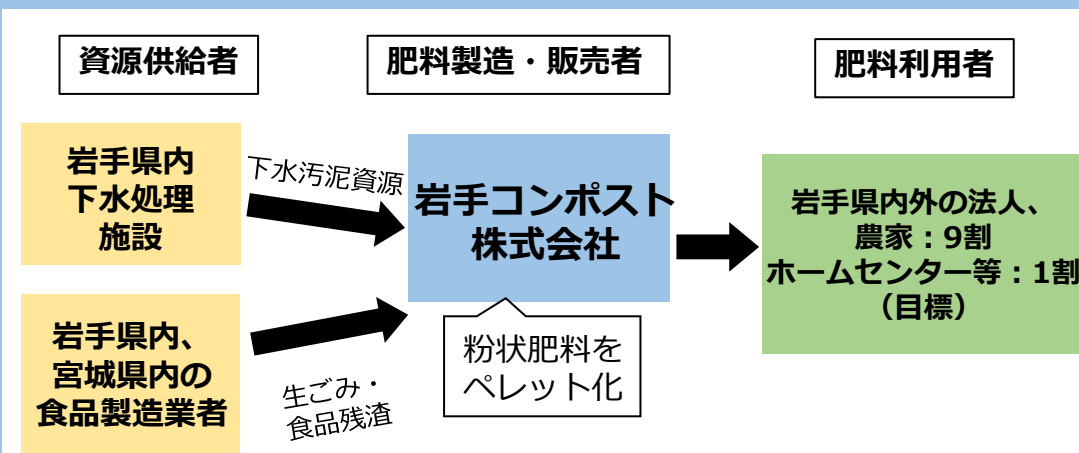 資源供給者
肥料製造・販売者
肥料利用者
岩手県内
下水処理
施設
下水汚泥資源
岩手県内、
宮城県内の
食品製造業者
生ごみ・
食品残渣
岩手コンポスト
株式会社
粉状肥料を
ペレット化
岩手県内外の法人、
農家：9割
ホームセンター等：1割
（目標）